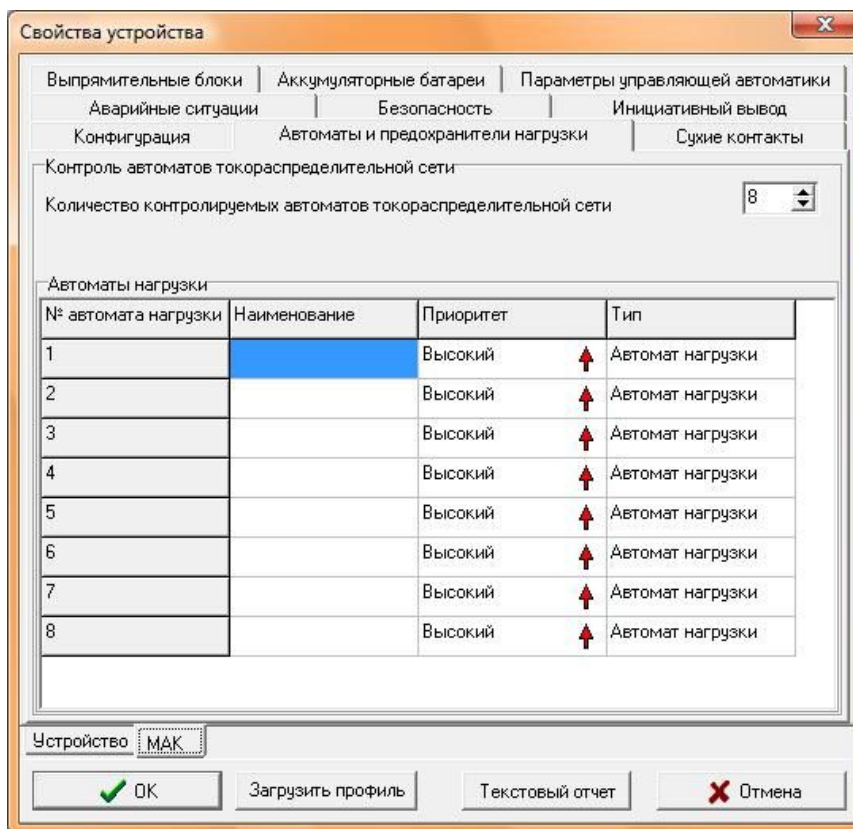 Свойства устройства
Выпрямительные блоки Аккумуляторные батареи Параметры управляющей автоматики
Аварийные ситуации Безопасность Инициативный вывод
Конфигурация Автоматы и предохранители нагрузки Сухие контакты
Контроль автоматов токораспределительной сети
Количество контролируемых автоматов токораспределительной сети 8
Автоматы нагрузки
№ автомата нагрузки Наименование Приоритет Тип
1 Высокий Автомат нагрузки
2 Высокий Автомат нагрузки
3 Высокий Автомат нагрузки
4 Высокий Автомат нагрузки
5 Высокий Автомат нагрузки
6 Высокий Автомат нагрузки
7 Высокий Автомат нагрузки
8 Высокий Автомат нагрузки
Устройство МАК
OK Загрузить профиль Текстовый отчет Отмена